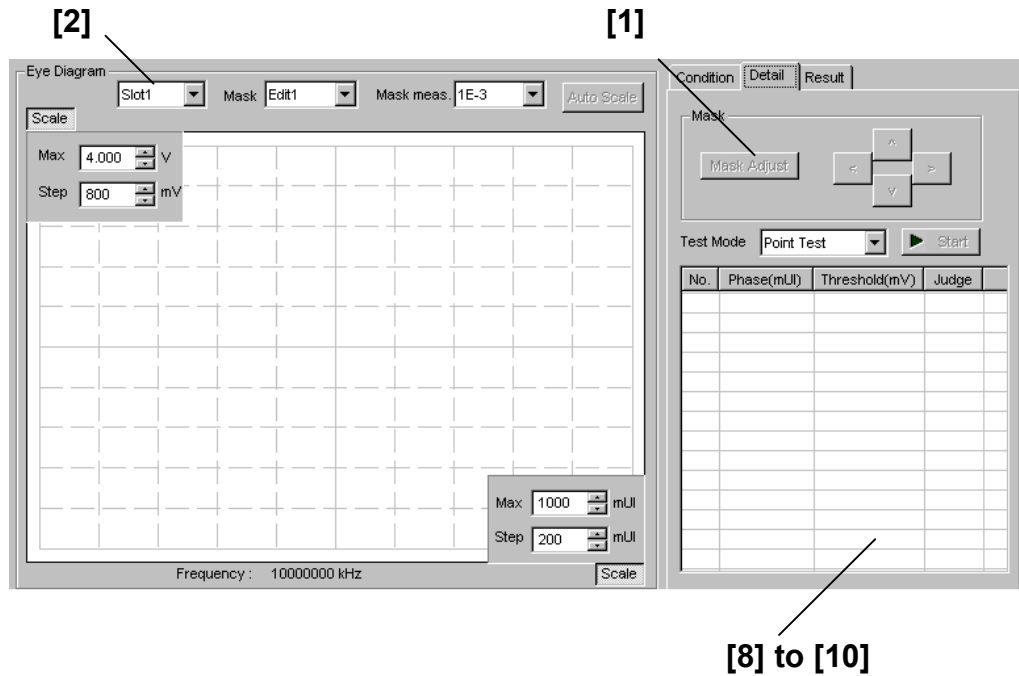 [2] [1]
Eye Diagram
Slot1 Mask Edit1 Mask meas. 1E-3 Auto Scale
Scale
Max 4.000 V
Step 800 mV
Max 1000 mUI
Step 200 mUI
Frequency : 10000000 kHz Scale
Condition Detail Result
Mask
Mask Adjust ^ < > v
Test Mode Point Test Start
No. Phase(mUI) Threshold(mV) Judge
[8] to [10]